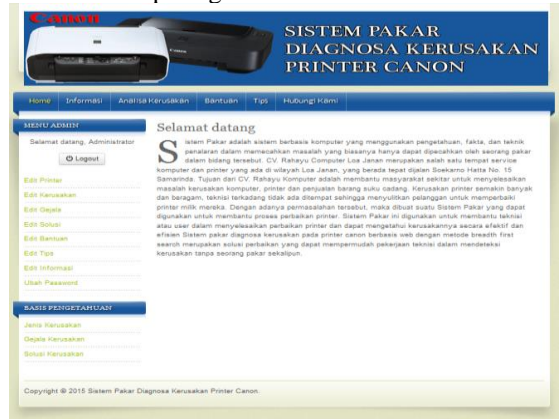 Canon
SISTEM PAKAR
DIAGNOSA KERUSAKAN
PRINTER CANON
Home Informasi Analisa Kerusakan Bantuan Tips Hubungi Kami
MENU ADMIN
Selamat datang, Administrator
Logout
Edit Printer
Edit Kerusakan
Edit Gejala
Edit Solusi
Edit Bantuan
Edit Tips
Edit Informasi
Ubah Password
BASIS PENGETAHUAN
Jenis Kerusakan
Gejala Kerusakan
Solusi Kerusakan
Selamat datang
Sistem Pakar adalah sistem berbasis komputer yang menggunakan pengetahuan, fakta, dan teknik
penalaran dalam memecahkan masalah yang biasanya hanya dapat dipecahkan oleh seorang pakar
dalam bidang tersebut. CV. Rahayu Computer Loa Janan merupakan salah satu tempat service
komputer dan printer yang ada di wilayah Loa Janan, yang berada tepat dijalan Soekarno Hatta No. 15
Samarinda. Tujuan dari CV. Rahayu Komputer adalah membantu masyarakat sekitar untuk menyelesaikan
masalah kerusakan komputer, printer dan penjualan barang suku cadang. Kerusakan printer semakin banyak
dan beragam, teknisi terkadang tidak ada ditempat sehingga menyulitkan pelanggan untuk memperbaiki
printer milik mereka. Dengan adanya permasalahan tersebut, maka dibuat suatu Sistem Pakar yang dapat
digunakan untuk membantu proses perbaikan printer. Sistem Pakar ini digunakan untuk membantu teknisi
atau user dalam menyelesaikan perbaikan printer dan dapat mengetahui kerusakannya secara efektif dan
efisien Sistem pakar diagnosa kerusakan pada printer canon berbasis web dengan metode breadth first
search merupakan solusi perbaikan yang dapat mempermudah pekerjaan teknisi dalam mendeteksi
kerusakan tanpa seorang pakar sekalipun.
Copyright © 2015 Sistem Pakar Diagnosa Kerusakan Printer Canon.